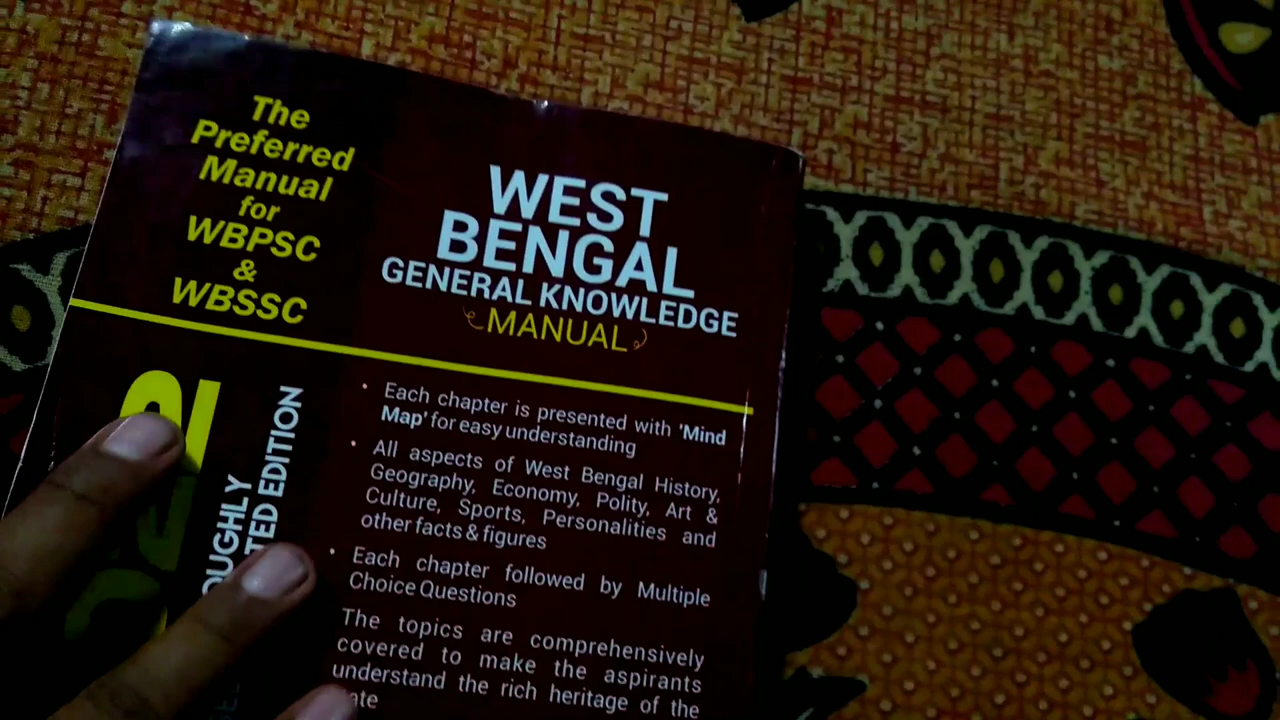 The
Preferred
Manual
for
WBPSC
&
WBSSC
WEST
BENGAL
GENERAL KNOWLEDGE
MANUAL
OUGHLY
TED EDITION
• Each chapter is presented with 'Mind
Map' for easy understanding
• All aspects of West Bengal History,
Geography, Economy, Polity, Art &
Culture, Sports, Personalities and
other facts & figures
• Each chapter followed by Multiple
Choice Questions
The topics are comprehensively
covered to make the aspirants
understand the rich heritage of the
ate